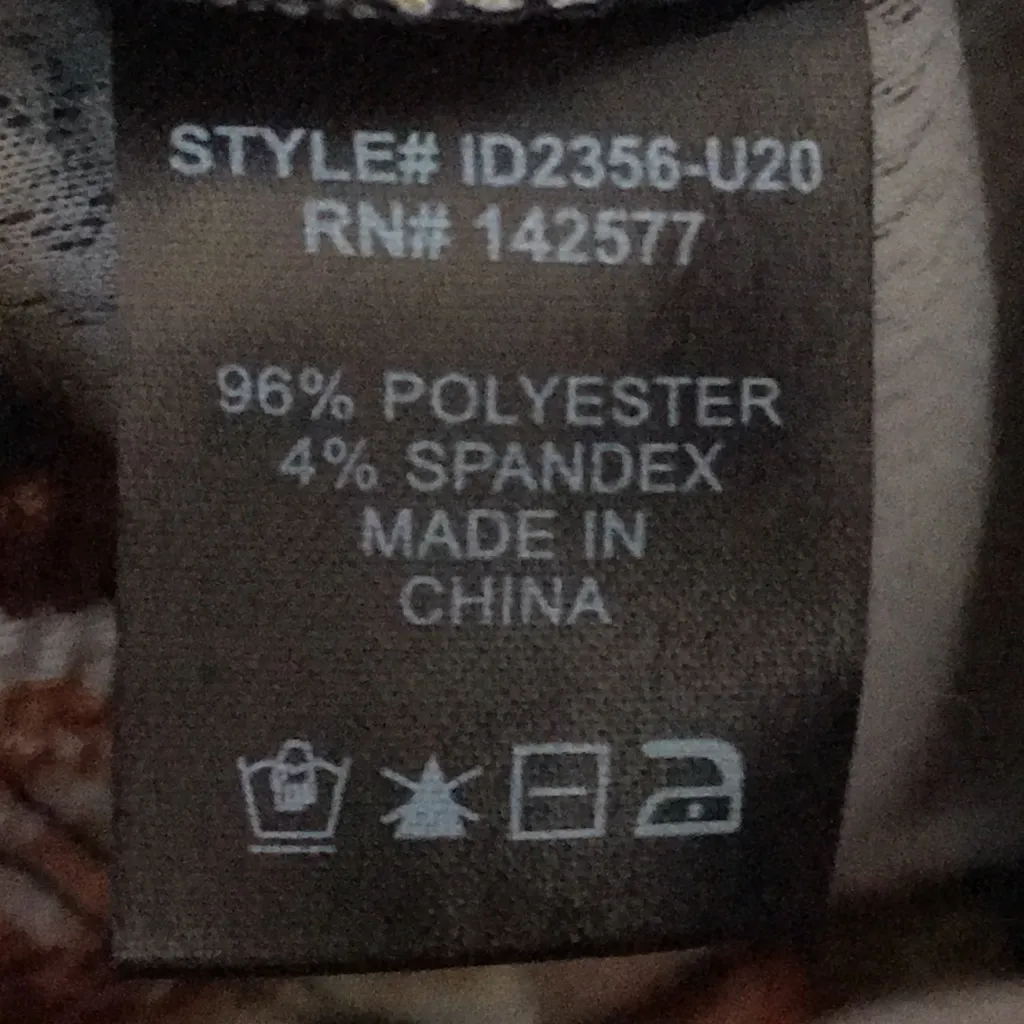 STYLE# ID2356-U20
RN# 142577
96% POLYESTER
4% SPANDEX
MADE IN
CHINA